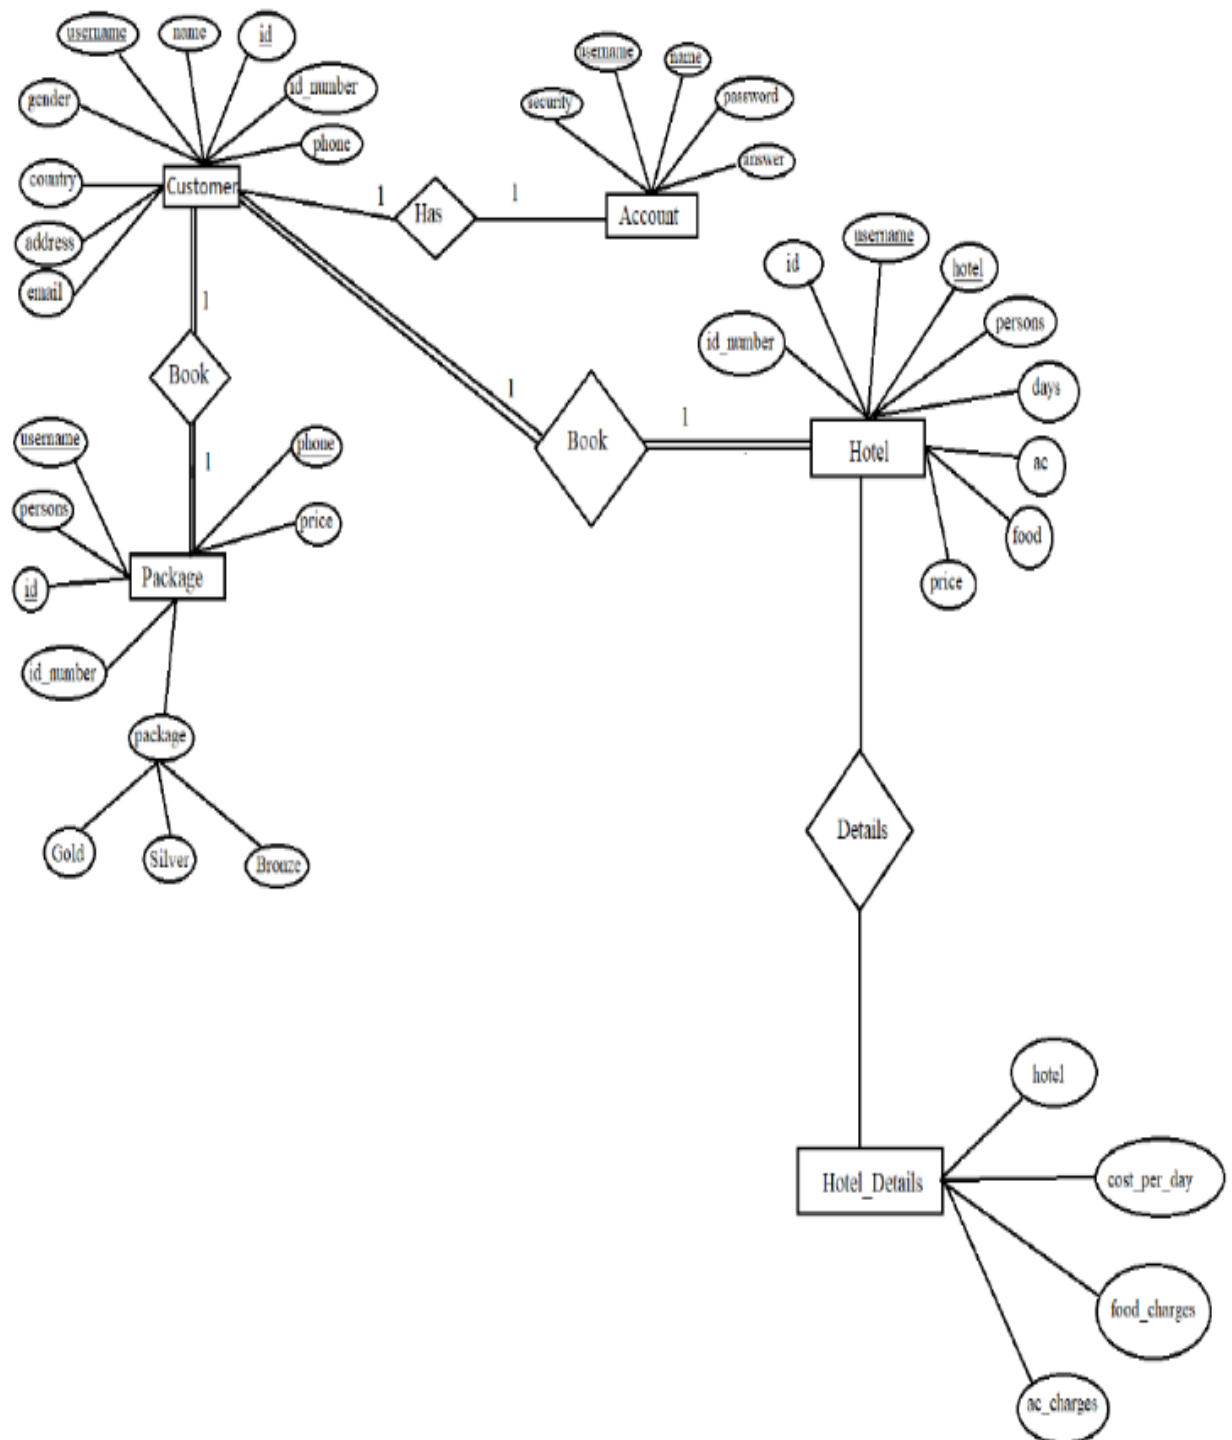 username
name
id
id_number
gender
phone
country
Customer
address
email
1
Has
1
security
username
name
password
answer
Account
1
Book
1
1
Book
1
id_number
id
username
hotel
persons
days
ac
food
price
Hotel
username
phone
persons
price
id
Package
id_number
package
Gold
Silver
Bronze
Details
Hotel_Details
hotel
cost_per_day
food_charges
ac_charges